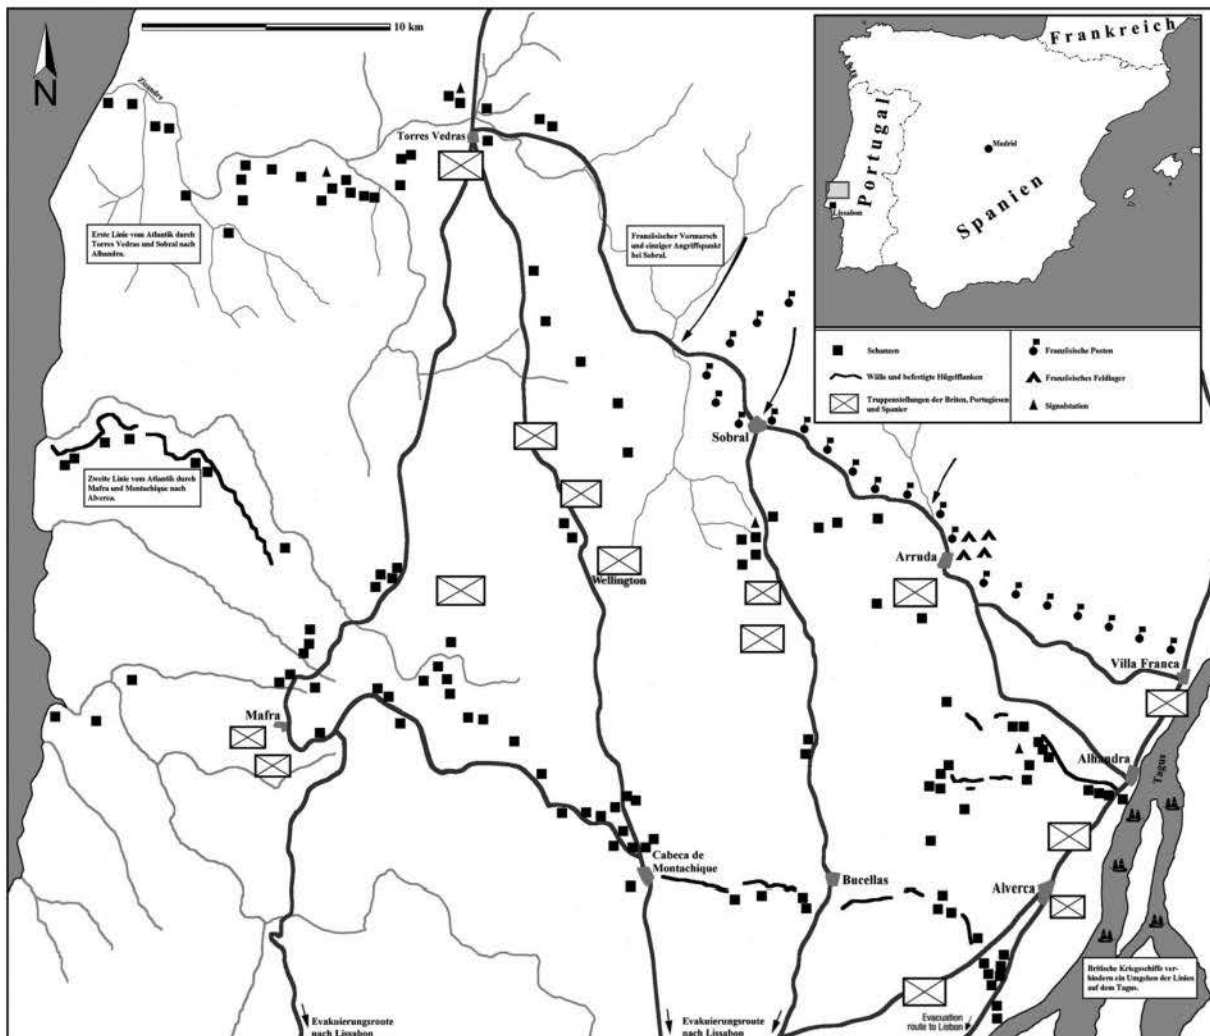 10 km
N
Zizandre
Torres Vedras
Erste Linie vom Atlantik durch
Torres Vedras und Sobral nach
Alhandra.
Französischer Vormarsch
und einziger Angriffspunkt
bei Sobral.
Frankreich
Portugal
Madrid
Spanien
Lissabon
Schanzen
Wälle und befestigte Hügelflanken
Truppenstellungen der Briten, Portugiesen
und Spanier
Französische Posten
Französisches Feldlager
Signalstation
Sobral
Zweite Linie vom Atlantik durch
Mafra und Montachique nach
Alverca.
Arruda
Wellington
Villa Franca
Mafra
Alhandra
Tagus
Cabeca de
Montachique
Bucellas
Alverca
Britische Kriegsschiffe ver-
hindern ein Umgehen der Linien
auf dem Tagus.
Evakuierungsroute
nach Lissabon
Evakuierungsroute
nach Lissabon
Evacuation
route to Lisbon